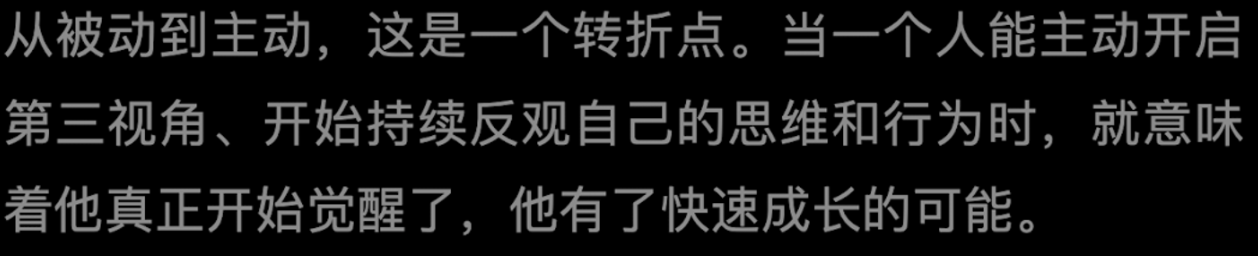 从被动到主动，这是一个转折点。当一个人能主动开启
第三视角、开始持续反观自己的思维和行为时，就意味
着他真正开始觉醒了，他有了快速成长的可能。